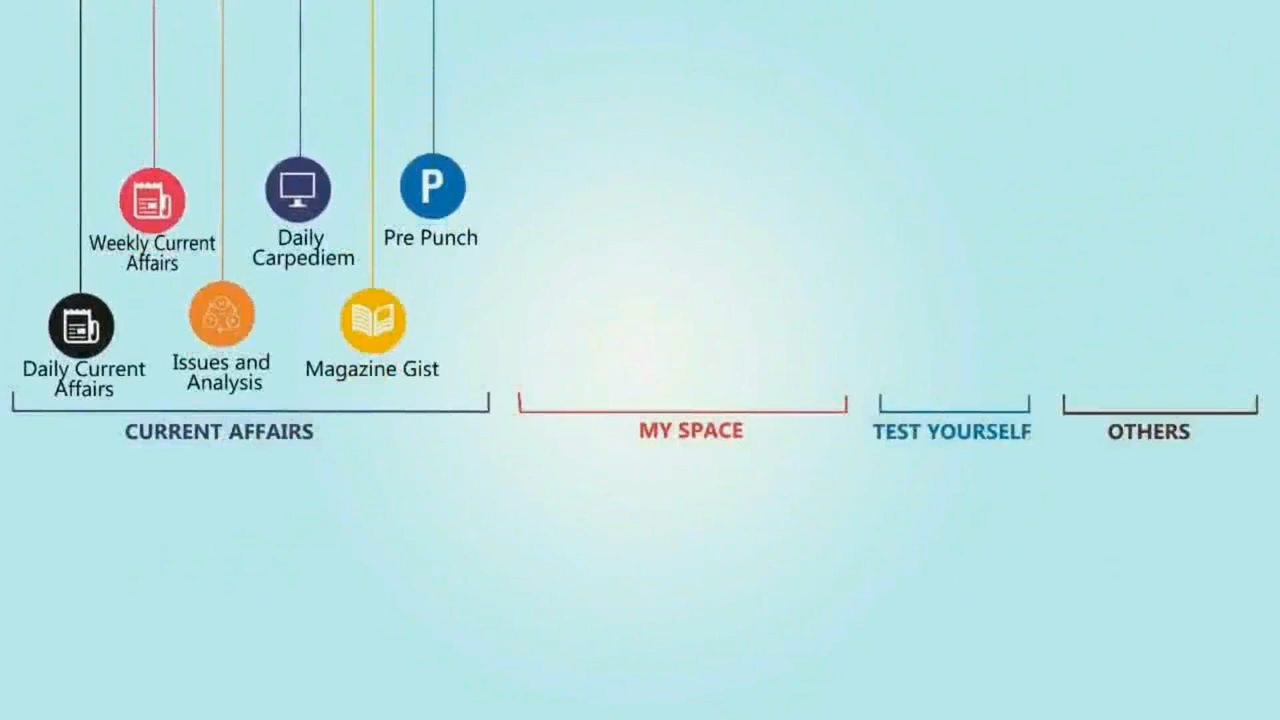 Weekly Current
Affairs
Daily
Carpediem
P
Pre Punch
Daily Current
Affairs
Issues and
Analysis
Magazine Gist
CURRENT AFFAIRS
MY SPACE
TEST YOURSELF
OTHERS